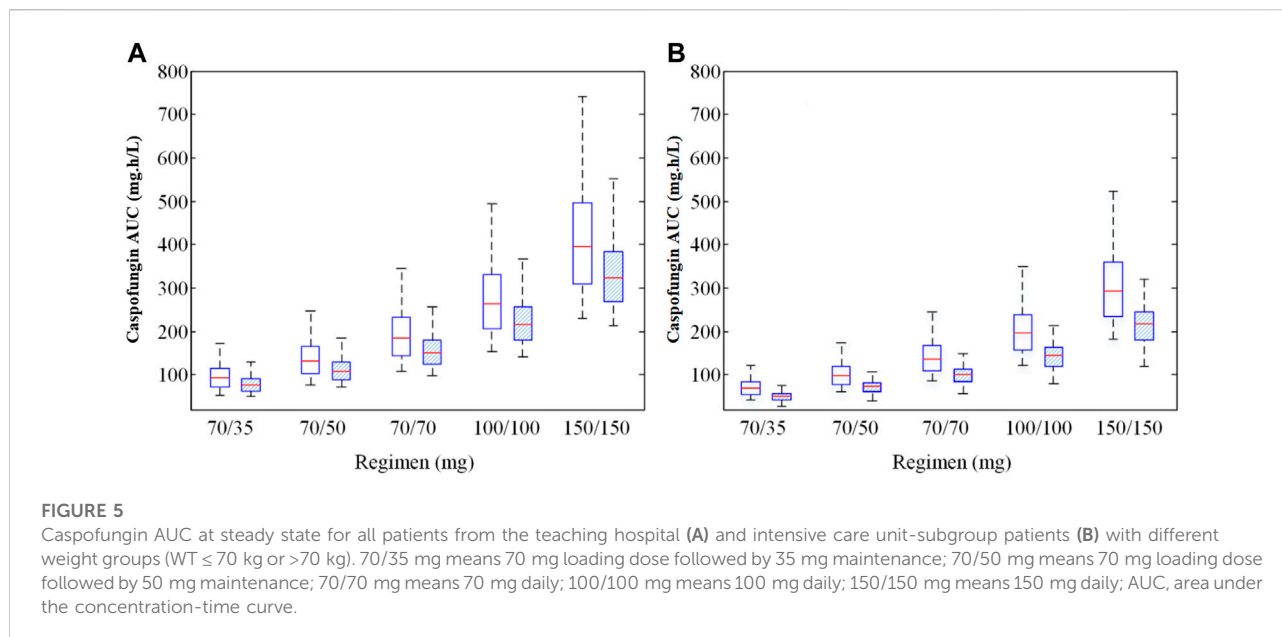 A
B
800
700
600
500
400
300
200
100
Caspofungin AUC (mg.h/L)
70/35 70/50 70/70 100/100 150/150
Regimen (mg)
800
700
600
500
400
300
200
100
Caspofungin AUC (mg.h/L)
70/35 70/50 70/70 100/100 150/150
Regimen (mg)
FIGURE 5
Caspofungin AUC at steady state for all patients from the teaching hospital (A) and intensive care unit-subgroup patients (B) with different
weight groups (WT ≤ 70 kg or >70 kg). 70/35 mg means 70 mg loading dose followed by 35 mg maintenance; 70/50 mg means 70 mg loading dose
followed by 50 mg maintenance; 70/70 mg means 70 mg daily; 100/100 mg means 100 mg daily; 150/150 mg means 150 mg daily; AUC, area under
the concentration-time curve.